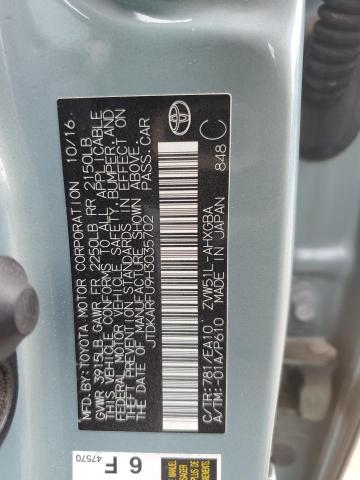 MFD.BY:TOYOTA MOTOR CORPORATION 10/16
GVWR 3915LB GAWR FR 2250LB RR 2150LB
THIS VEHICLE CONFORMS TO ALL APPLICABLE
FEDERAL MOTOR VEHICLE SAFETY, BUMPER, AND
THEFT PREVENTION STANDARDS IN EFFECT ON
THE DATE OF MANUFACTURE SHOWN ABOVE.
JTDKARFU9H3035702 PASS.CAR
C/TR:781/EA10 ZVW51L-AHXGBA
A/TM:-01A/P610 MADE IN JAPAN
848 C
TOYOTA
6 F
47570